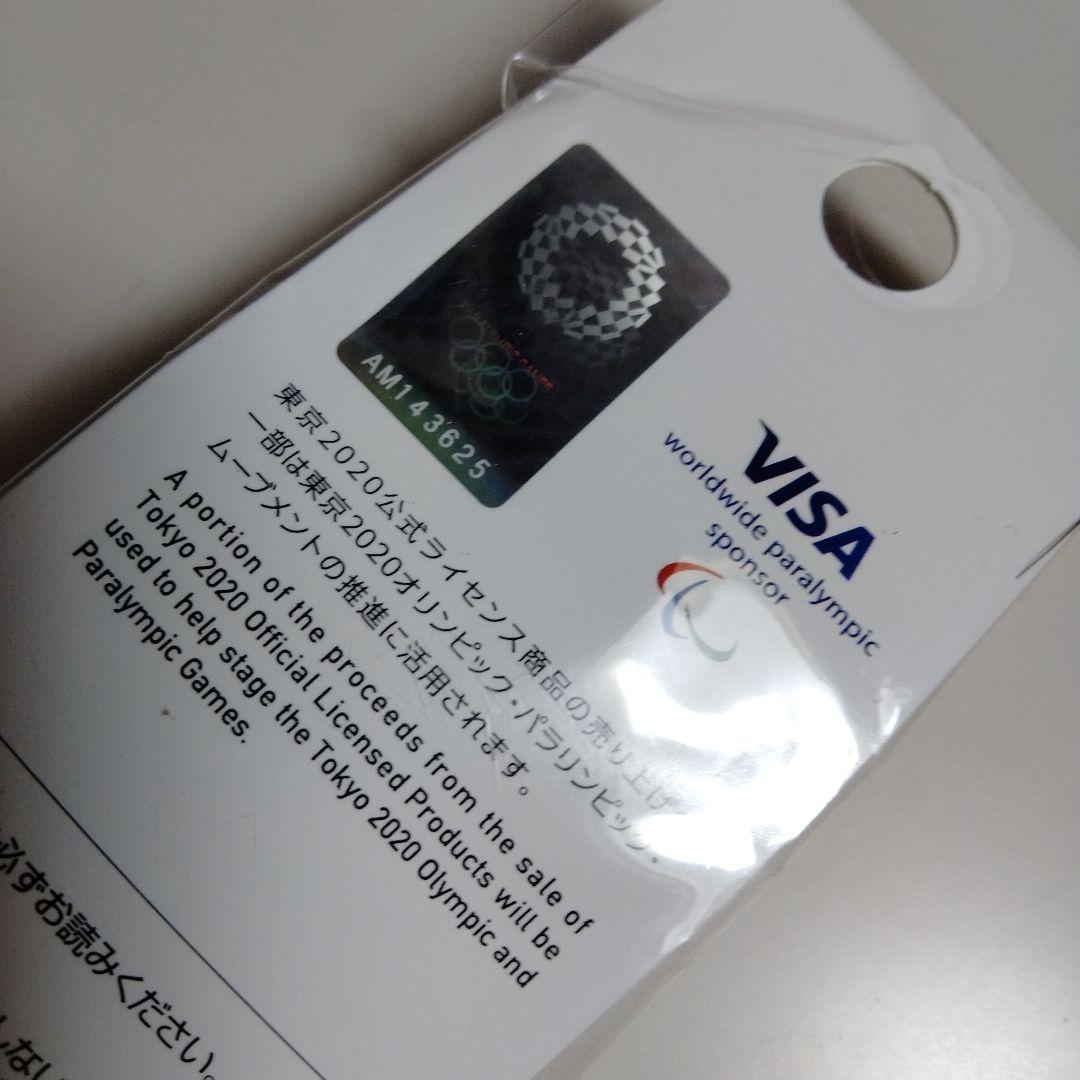 PARALYMPIC GAMES
AM143625
VISA
worldwide paralympic
sponsor
東京2020公式ライセンス商品の売り上げ
一部は東京2020オリンピック・パラリンピック・
ムーブメントの推進に活用されます。
A portion of the proceeds from the sale of
Tokyo 2020 Official Licensed Products will be
used to help stage the Tokyo 2020 Olympic and
Paralympic Games.
必ずお読みください。
しない